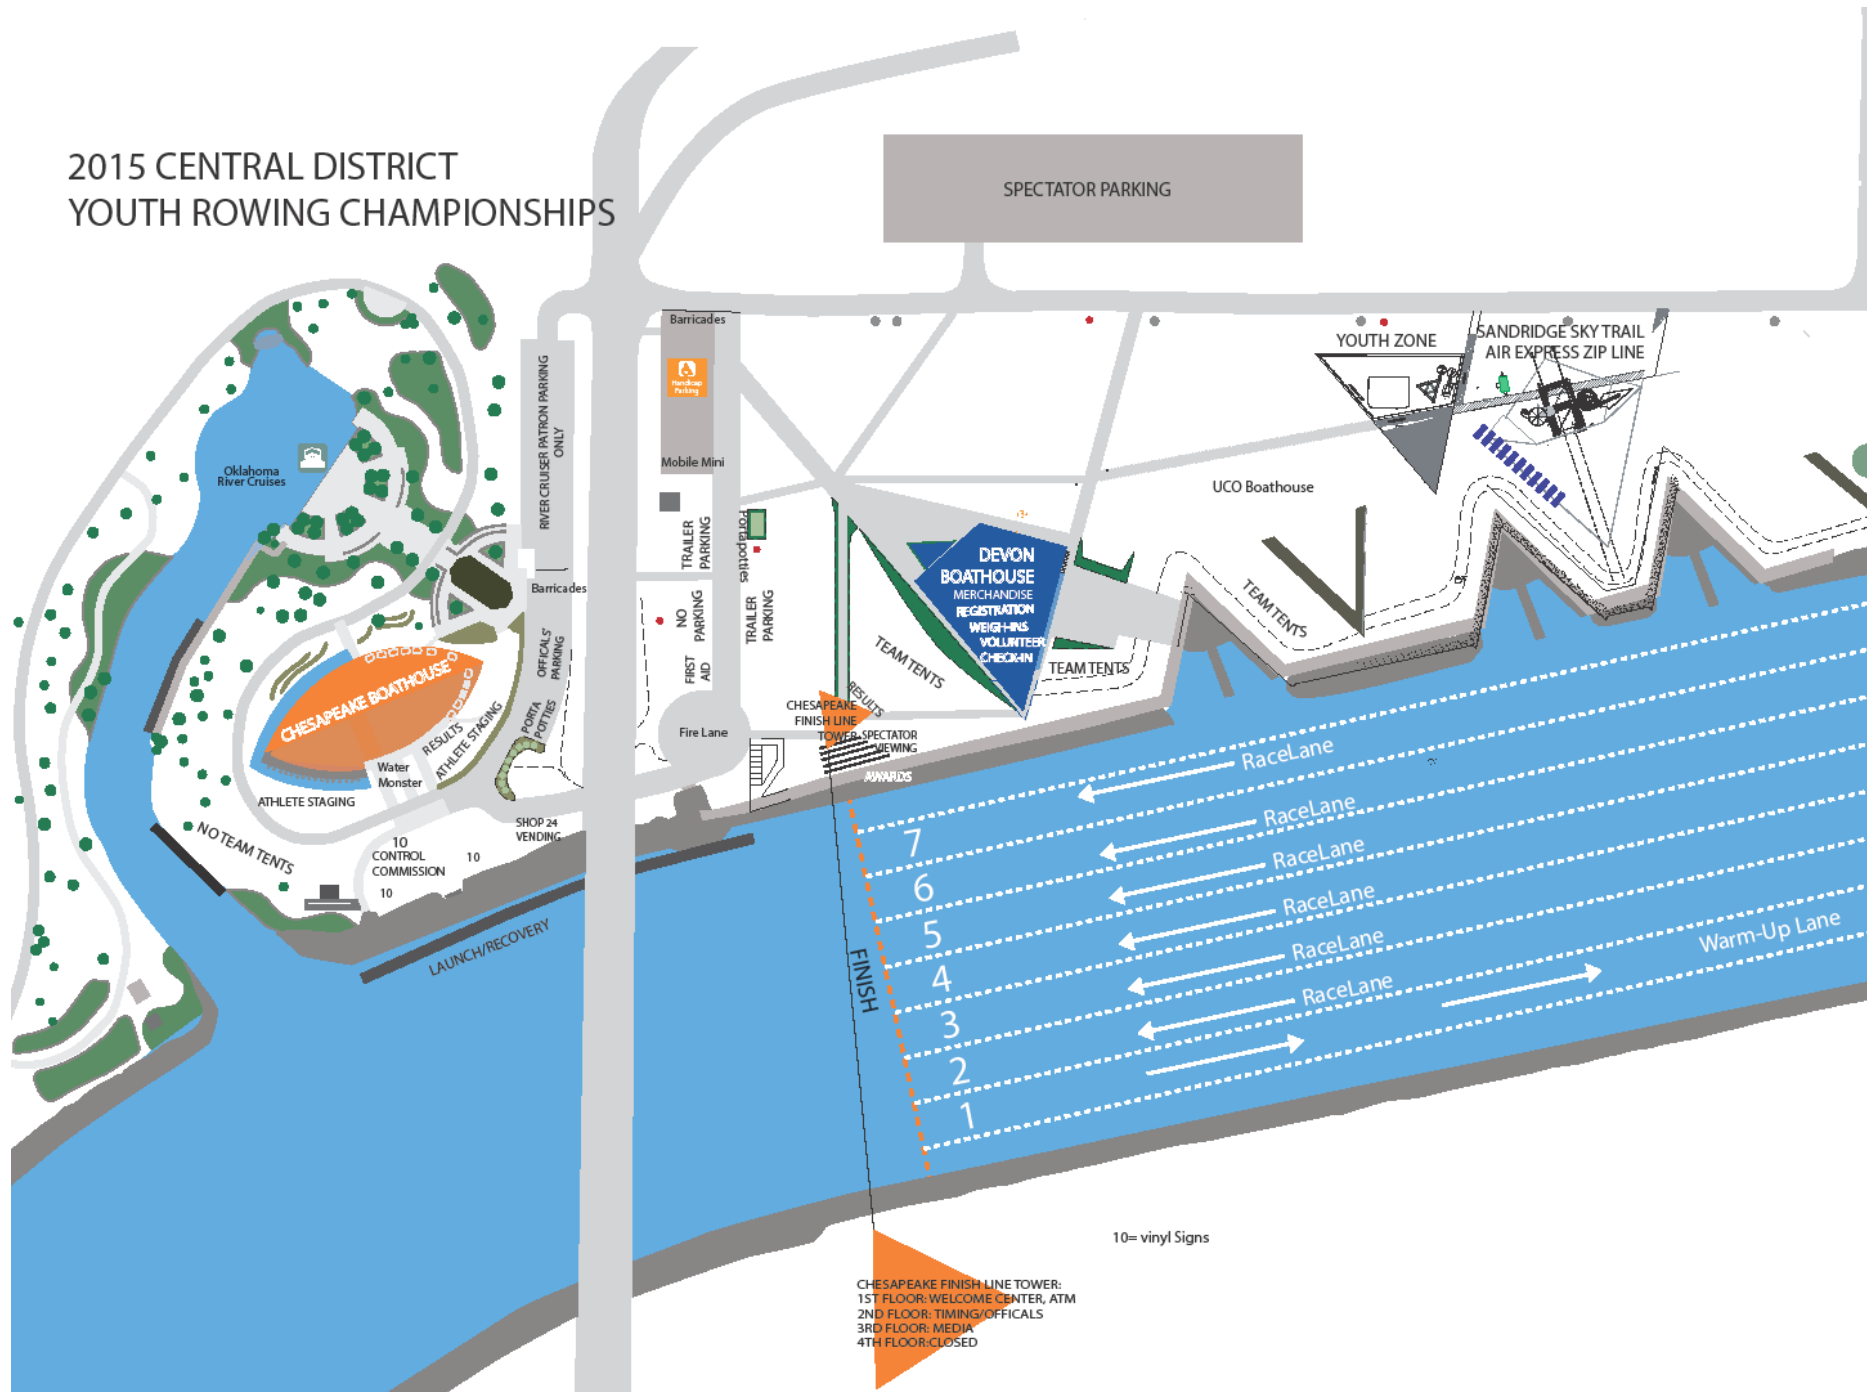 2015 CENTRAL DISTRICT
YOUTH ROWING CHAMPIONSHIPS
SPECTATOR PARKING
Barricades
Handicap
Parking
Mobile Mini
RIVER CRUISER PATRON PARKING
ONLY
YOUTH ZONE
SANDRIDGE SKY TRAIL
AIR EXPRESS ZIP LINE
Oklahoma
River Cruises
UCO Boathouse
TRAILER
PARKING
Portapotties
Barricades
NO
PARKING
TRAILER
PARKING
FIRST
AID
OFFICALS'
PARKING
DEVON
BOATHOUSE
MERCHANDISE
REGISTRATION
WEIGH-INS
VOLUNTEER
CHECK-IN
TEAM TENTS
TEAM TENTS
TEAM TENTS
CHESAPEAKE BOATHOUSE
RESULTS
ATHLETE STAGING
PORTA
POTTIES
Fire Lane
RESULTS
CHESAPEAKE
FINISH LINE
TOWER
SPECTATOR
VIEWING
AWARDS
Water
Monster
ATHLETE STAGING
NO TEAM TENTS
SHOP 24
VENDING
10
CONTROL
COMMISSION
10
10
LAUNCH/RECOVERY
FINISH
RaceLane
7
RaceLane
6
RaceLane
5
RaceLane
4
RaceLane
3
RaceLane
2
1
Warm-Up Lane
10= vinyl Signs
CHESAPEAKE FINISH LINE TOWER:
1ST FLOOR: WELCOME CENTER, ATM
2ND FLOOR: TIMING/OFFICALS
3RD FLOOR: MEDIA
4TH FLOOR:CLOSED